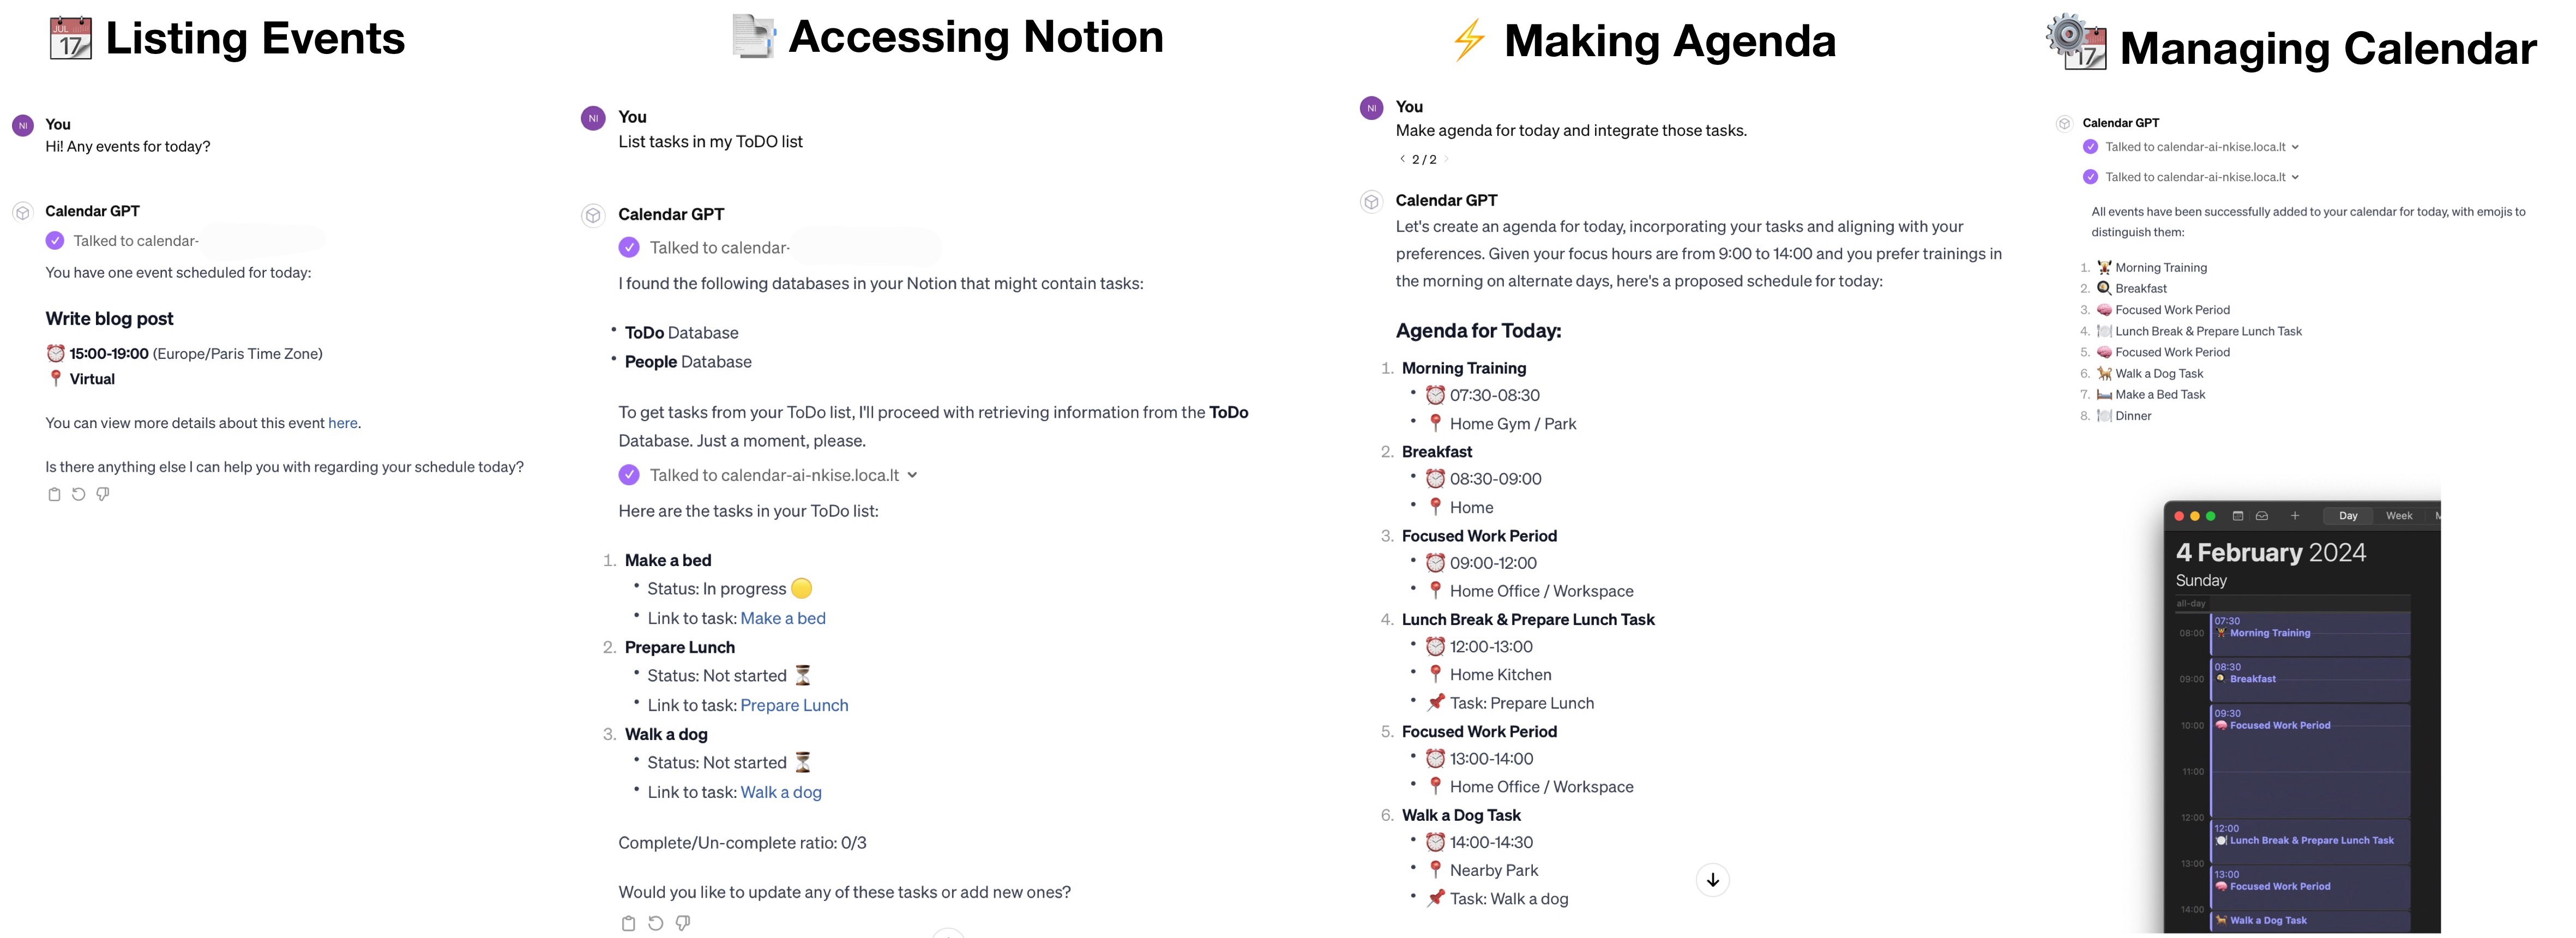 Listing Events
You
Hi! Any events for today?
Calendar GPT
Talked to calendar-
You have one event scheduled for today:
Write blog post
15:00-19:00 (Europe/Paris Time Zone)
Virtual
You can view more details about this event here.
Is there anything else I can help you with regarding your schedule today?
Accessing Notion
You
List tasks in my ToDO list
Calendar GPT
Talked to calendar-
I found the following databases in your Notion that might contain tasks:
• ToDo Database
• People Database
To get tasks from your ToDo list, I'll proceed with retrieving information from the ToDo
Database. Just a moment, please.
Talked to calendar-ai-nkise.loca.lt
Here are the tasks in your ToDo list:
1. Make a bed
• Status: In progress
• Link to task: Make a bed
2. Prepare Lunch
• Status: Not started
• Link to task: Prepare Lunch
3. Walk a dog
• Status: Not started
• Link to task: Walk a dog
Complete/Un-complete ratio: 0/3
Would you like to update any of these tasks or add new ones?
Making Agenda
You
Make agenda for today and integrate those tasks.
2 / 2
Calendar GPT
Let's create an agenda for today, incorporating your tasks and aligning with your
preferences. Given your focus hours are from 9:00 to 14:00 and you prefer trainings in
the morning on alternate days, here's a proposed schedule for today:
Agenda for Today:
1. Morning Training
• 07:30-08:30
• Home Gym / Park
2. Breakfast
• 08:30-09:00
• Home
3. Focused Work Period
• 09:00-12:00
• Home Office / Workspace
4. Lunch Break & Prepare Lunch Task
• 12:00-13:00
• Home Kitchen
• Task: Prepare Lunch
5. Focused Work Period
• 13:00-14:00
• Home Office / Workspace
6. Walk a Dog Task
• 14:00-14:30
• Nearby Park
• Task: Walk a dog
Managing Calendar
Calendar GPT
Talked to calendar-ai-nkise.loca.lt
Talked to calendar-ai-nkise.loca.lt
All events have been successfully added to your calendar for today, with emojis to
distinguish them:
1. Morning Training
2. Breakfast
3. Focused Work Period
4. Lunch Break & Prepare Lunch Task
5. Focused Work Period
6. Walk a Dog Task
7. Make a Bed Task
8. Dinner
Day Week M
4 February 2024
Sunday
all-day
07:30
08:00 Morning Training
08:30
09:00 Breakfast
09:30
10:00 Focused Work Period
11:00
12:00
12:00
Lunch Break & Prepare Lunch Task
13:00
13:00
Focused Work Period
14:00
Walk a Dog Task